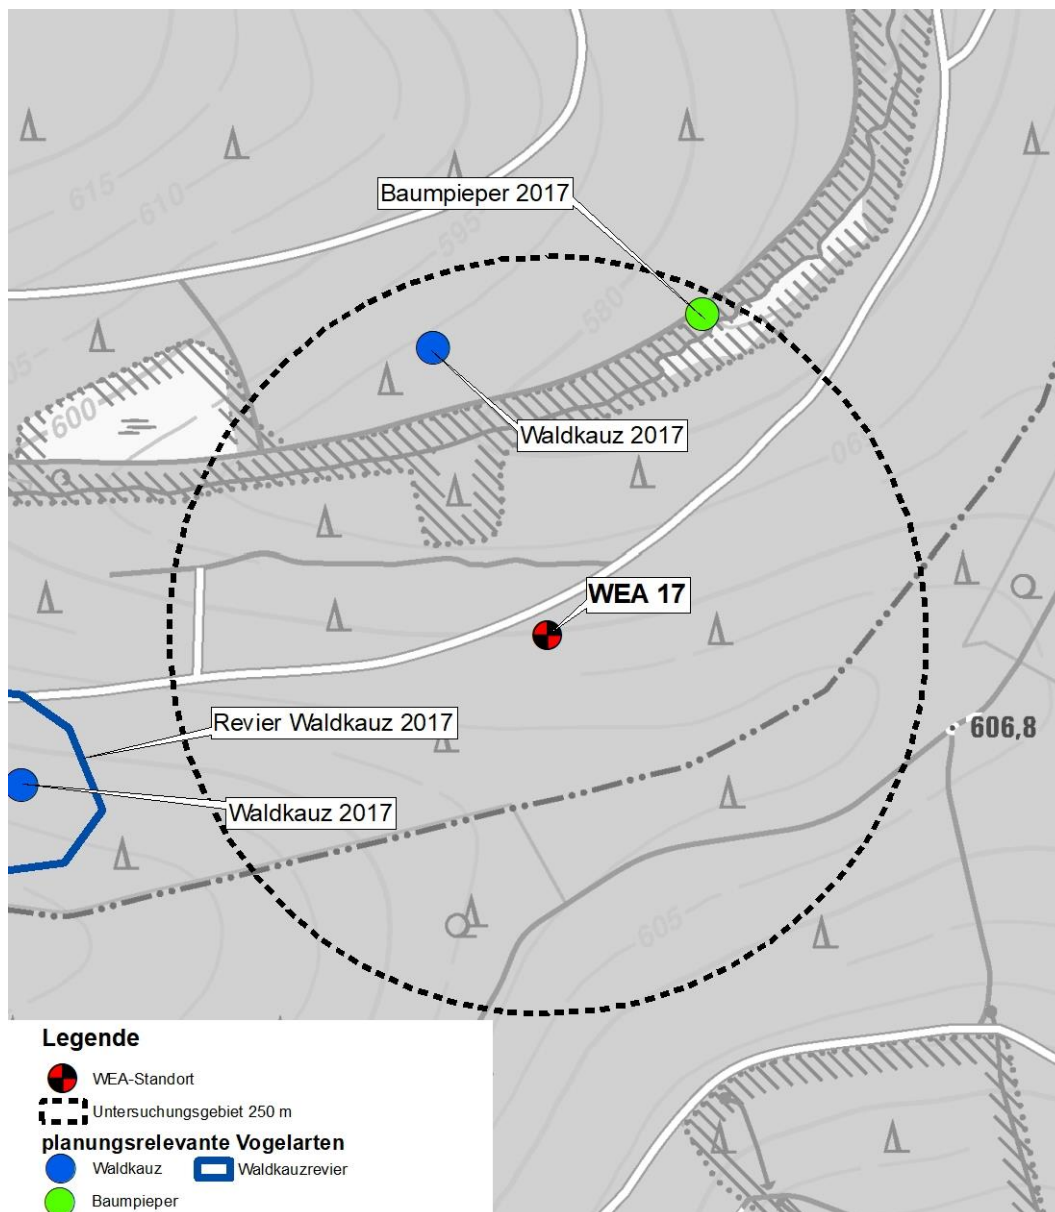 615
610
Baumpieper 2017
595
580
600
Waldkauz 2017
WEA 17
Revier Waldkauz 2017
606,8
Waldkauz 2017
605
Legende
WEA-Standort
Untersuchungsgebiet 250 m
planungsrelevante Vogelarten
Waldkauz
Waldkauzrevier
Baumpieper